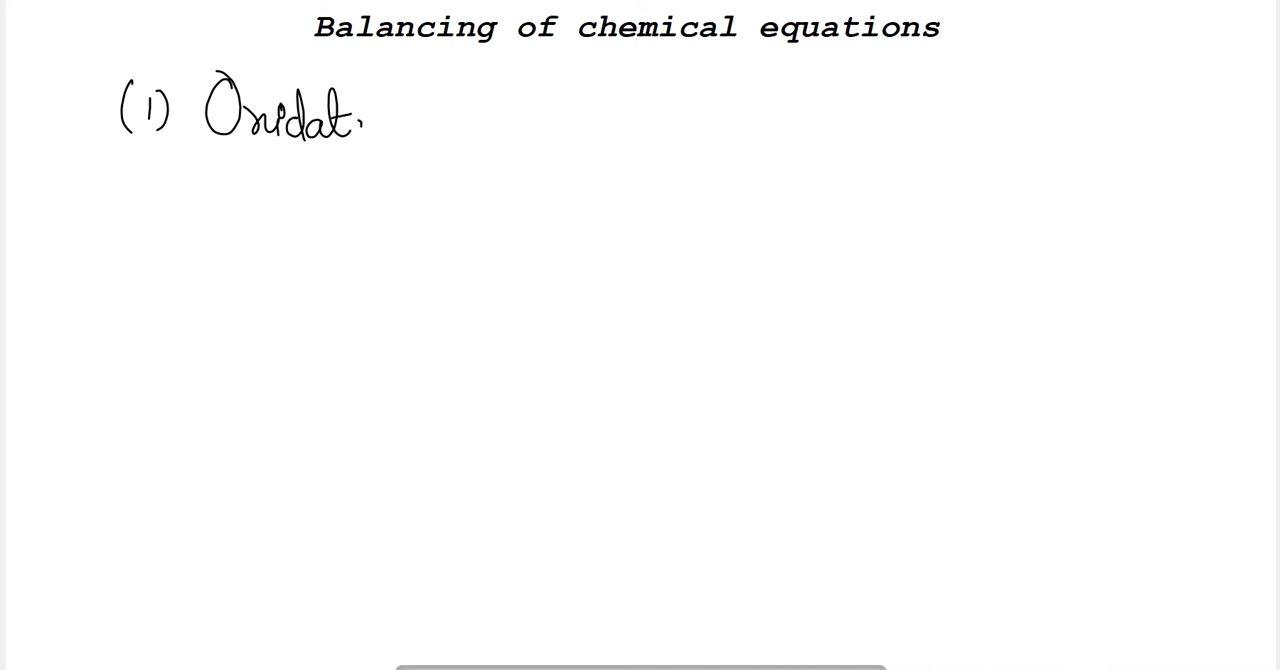 Balancing of chemical equations
(1) Oxidat.